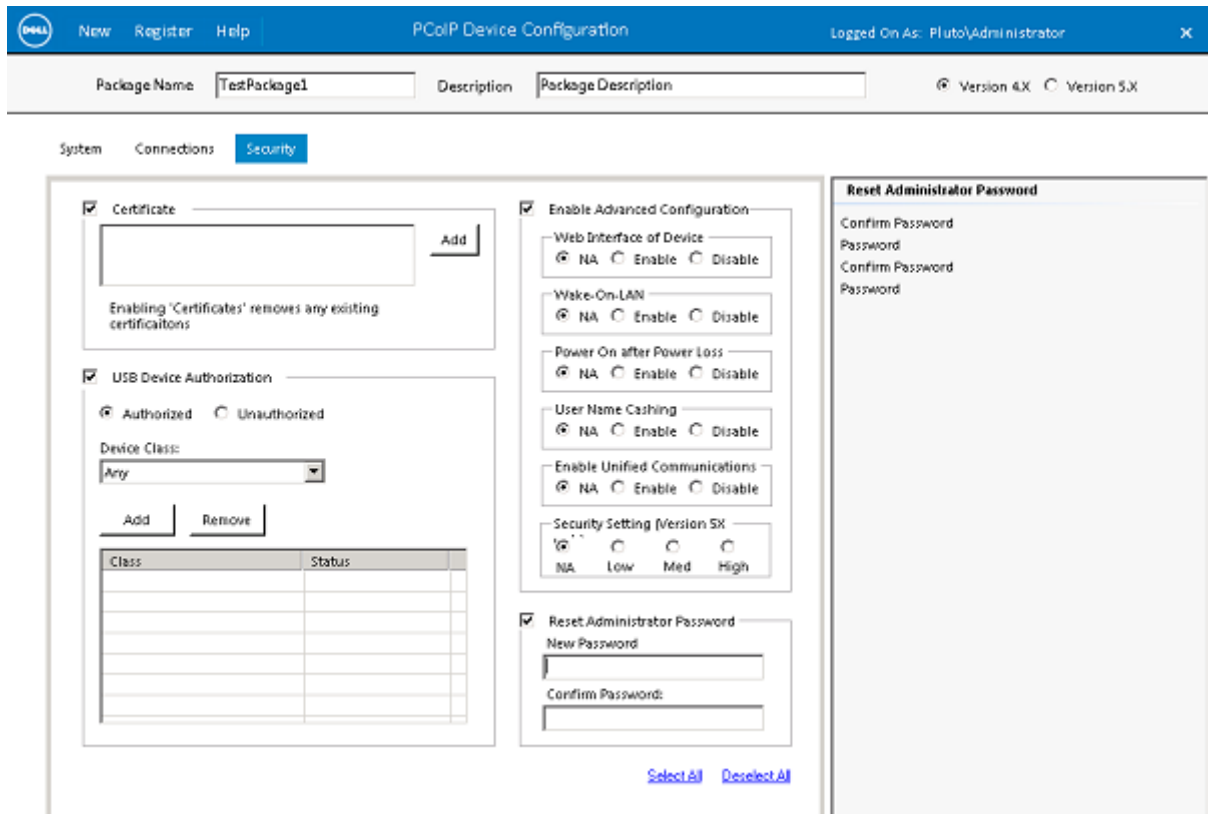 DELL New Register Help PCoIP Device Configuration Logged On As: Pluto\Administrator
Package Name TestPackage1 Description Package Description Version 4.X Version 5.X
System Connections Security
Certificate
Add
Enabling 'Certificates' removes any existing
certificaitons
USB Device Authorization
Authorized Unauthorized
Device Class:
Any
Add Remove
Class Status
Enable Advanced Configuration
Web Interface of Device
NA Enable Disable
Wake-On-LAN
NA Enable Disable
Power On after Power Loss
NA Enable Disable
User Name Cashing
NA Enable Disable
Enable Unified Communications
NA Enable Disable
Security Setting (Version 5X
NA Low Med High
Reset Administrator Password
New Password
Confirm Password:
Select All Deselect All
Reset Administrator Password
Confirm Password
Password
Confirm Password
Password